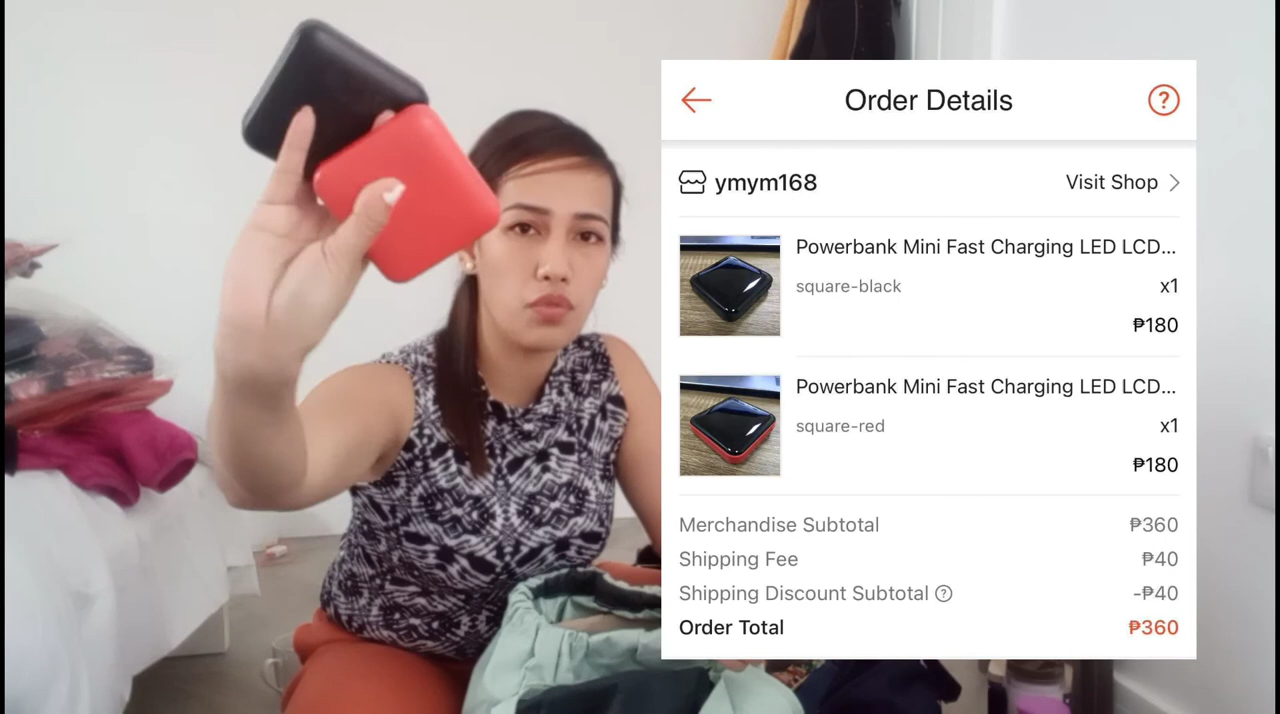 Order Details
ymym168
Visit Shop
Powerbank Mini Fast Charging LED LCD...
square-black
x1
₱180
Powerbank Mini Fast Charging LED LCD...
square-red
x1
₱180
Merchandise Subtotal ₱360
Shipping Fee ₱40
Shipping Discount Subtotal -₱40
Order Total ₱360